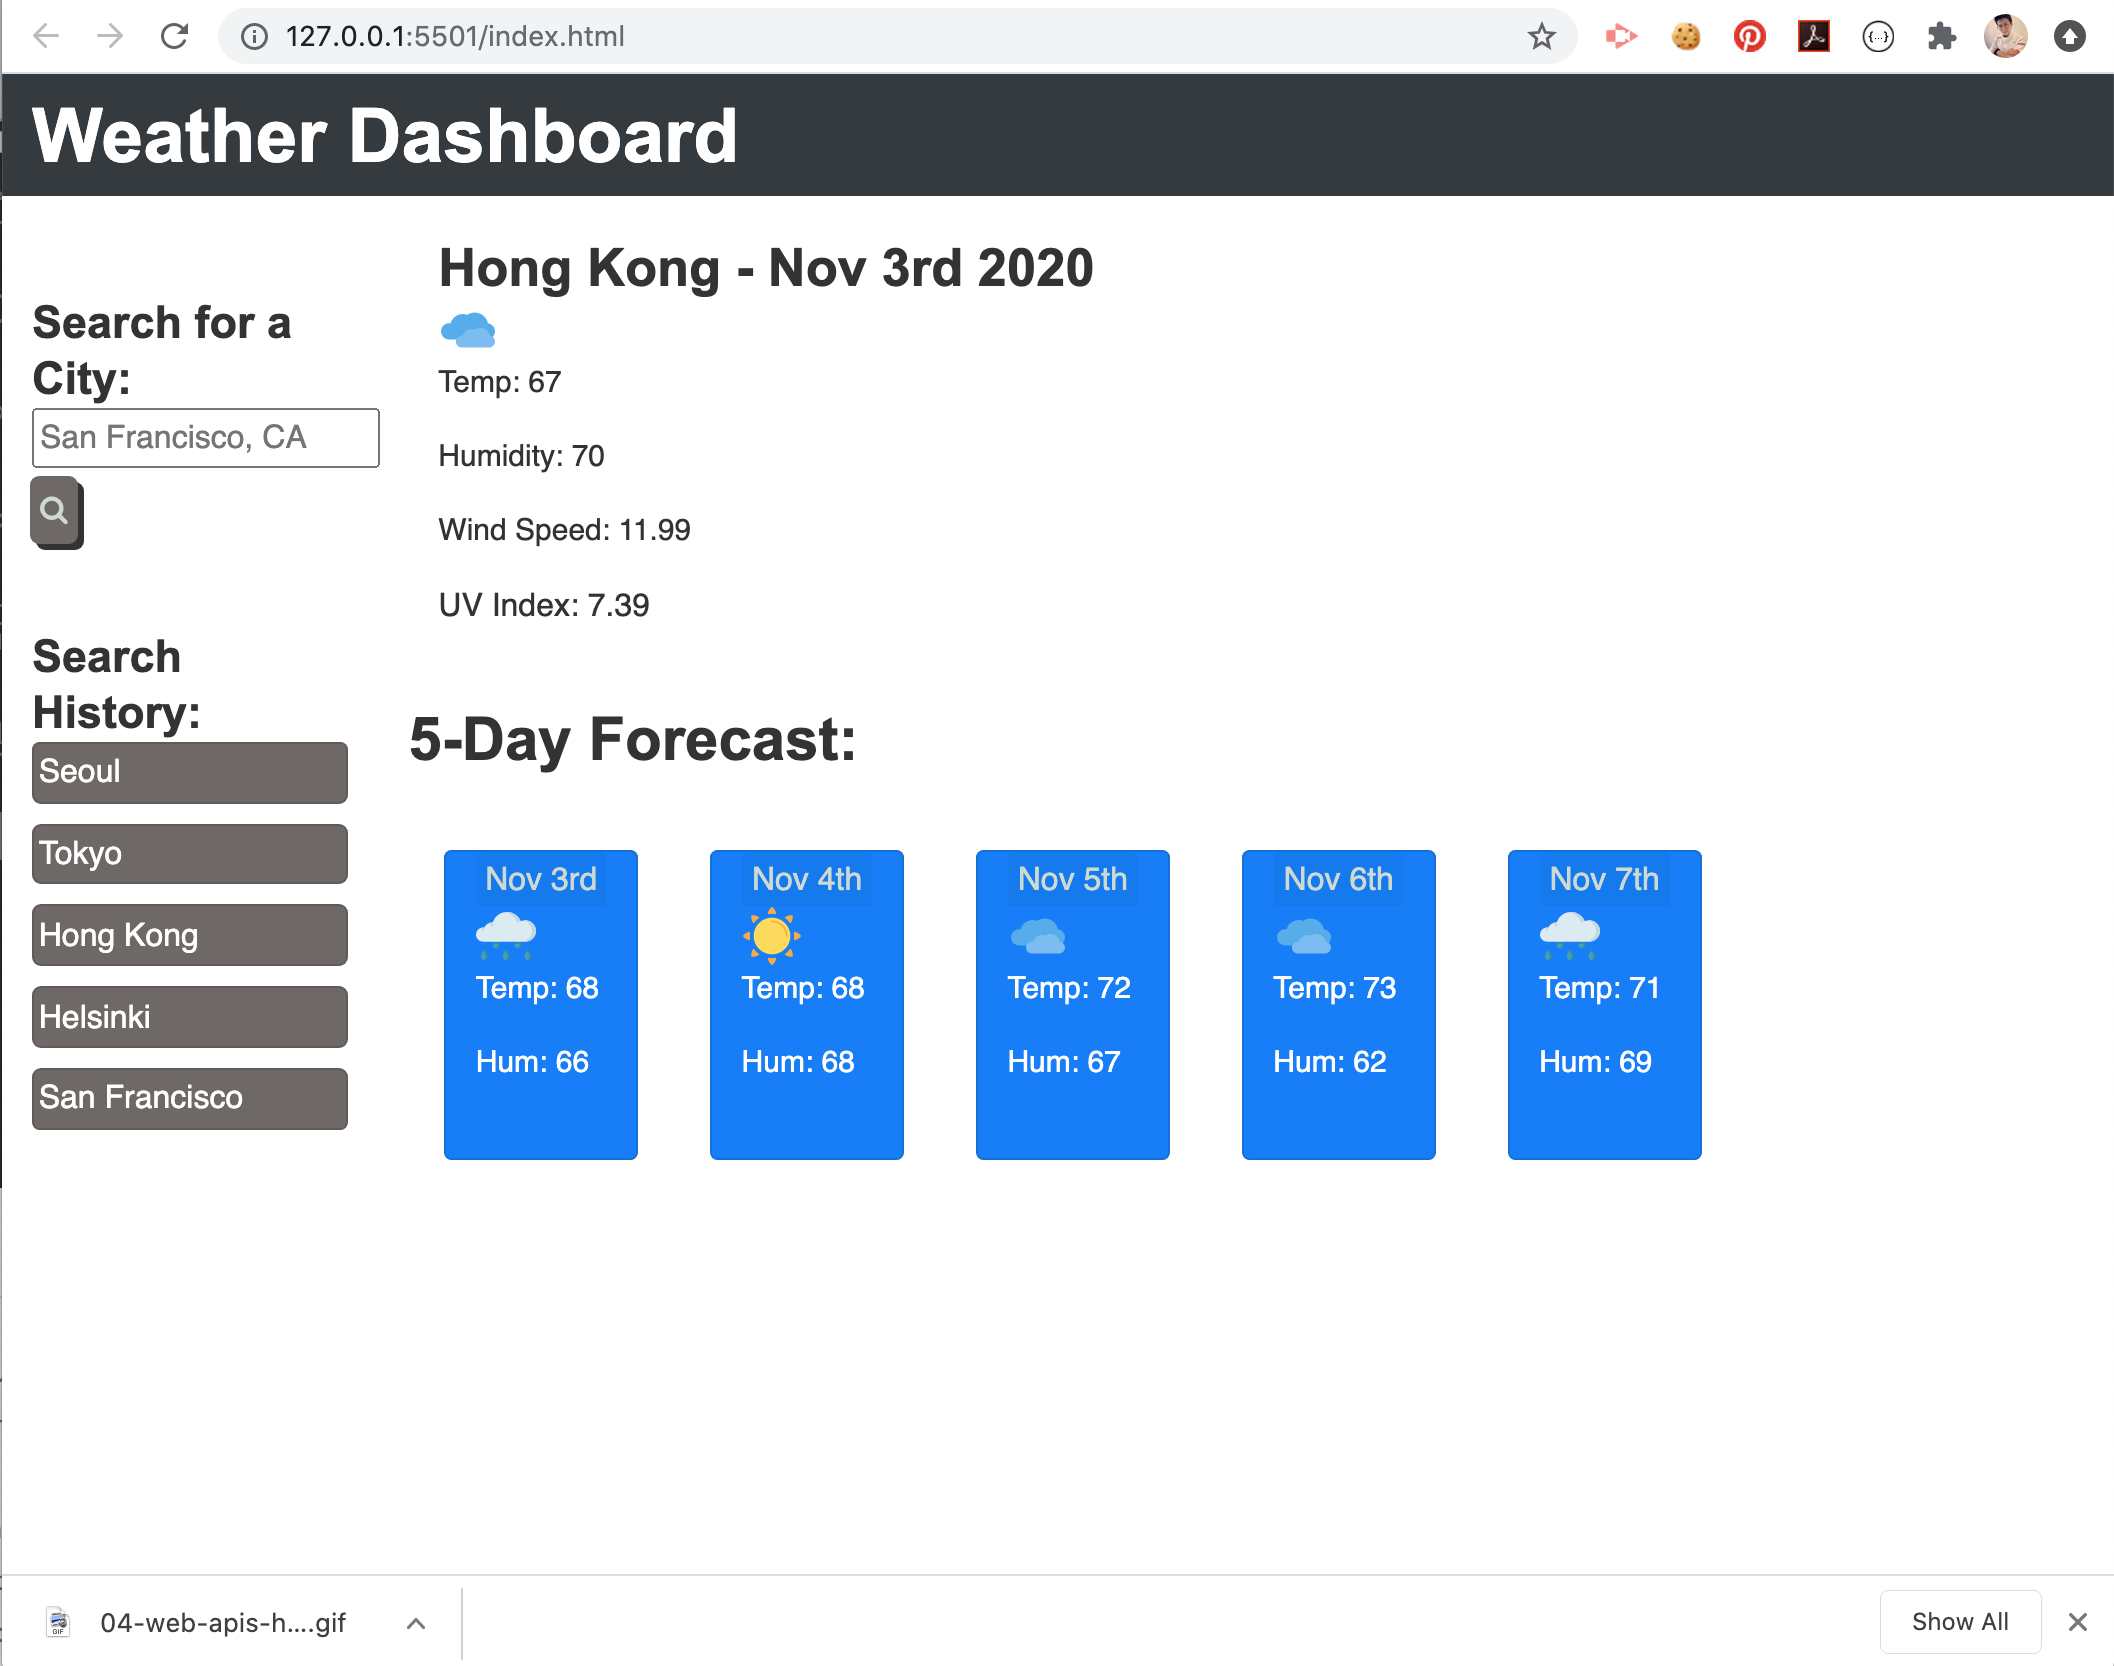 127.0.0.1:5501/index.html
Weather Dashboard
Search for a
City:
San Francisco, CA
Search
History:
Seoul
Tokyo
Hong Kong
Helsinki
San Francisco
Hong Kong - Nov 3rd 2020
Temp: 67
Humidity: 70
Wind Speed: 11.99
UV Index: 7.39
5-Day Forecast:
Nov 3rd
Temp: 68
Hum: 66
Nov 4th
Temp: 68
Hum: 68
Nov 5th
Temp: 72
Hum: 67
Nov 6th
Temp: 73
Hum: 62
Nov 7th
Temp: 71
Hum: 69
GIF
04-web-apis-h....gif
Show All